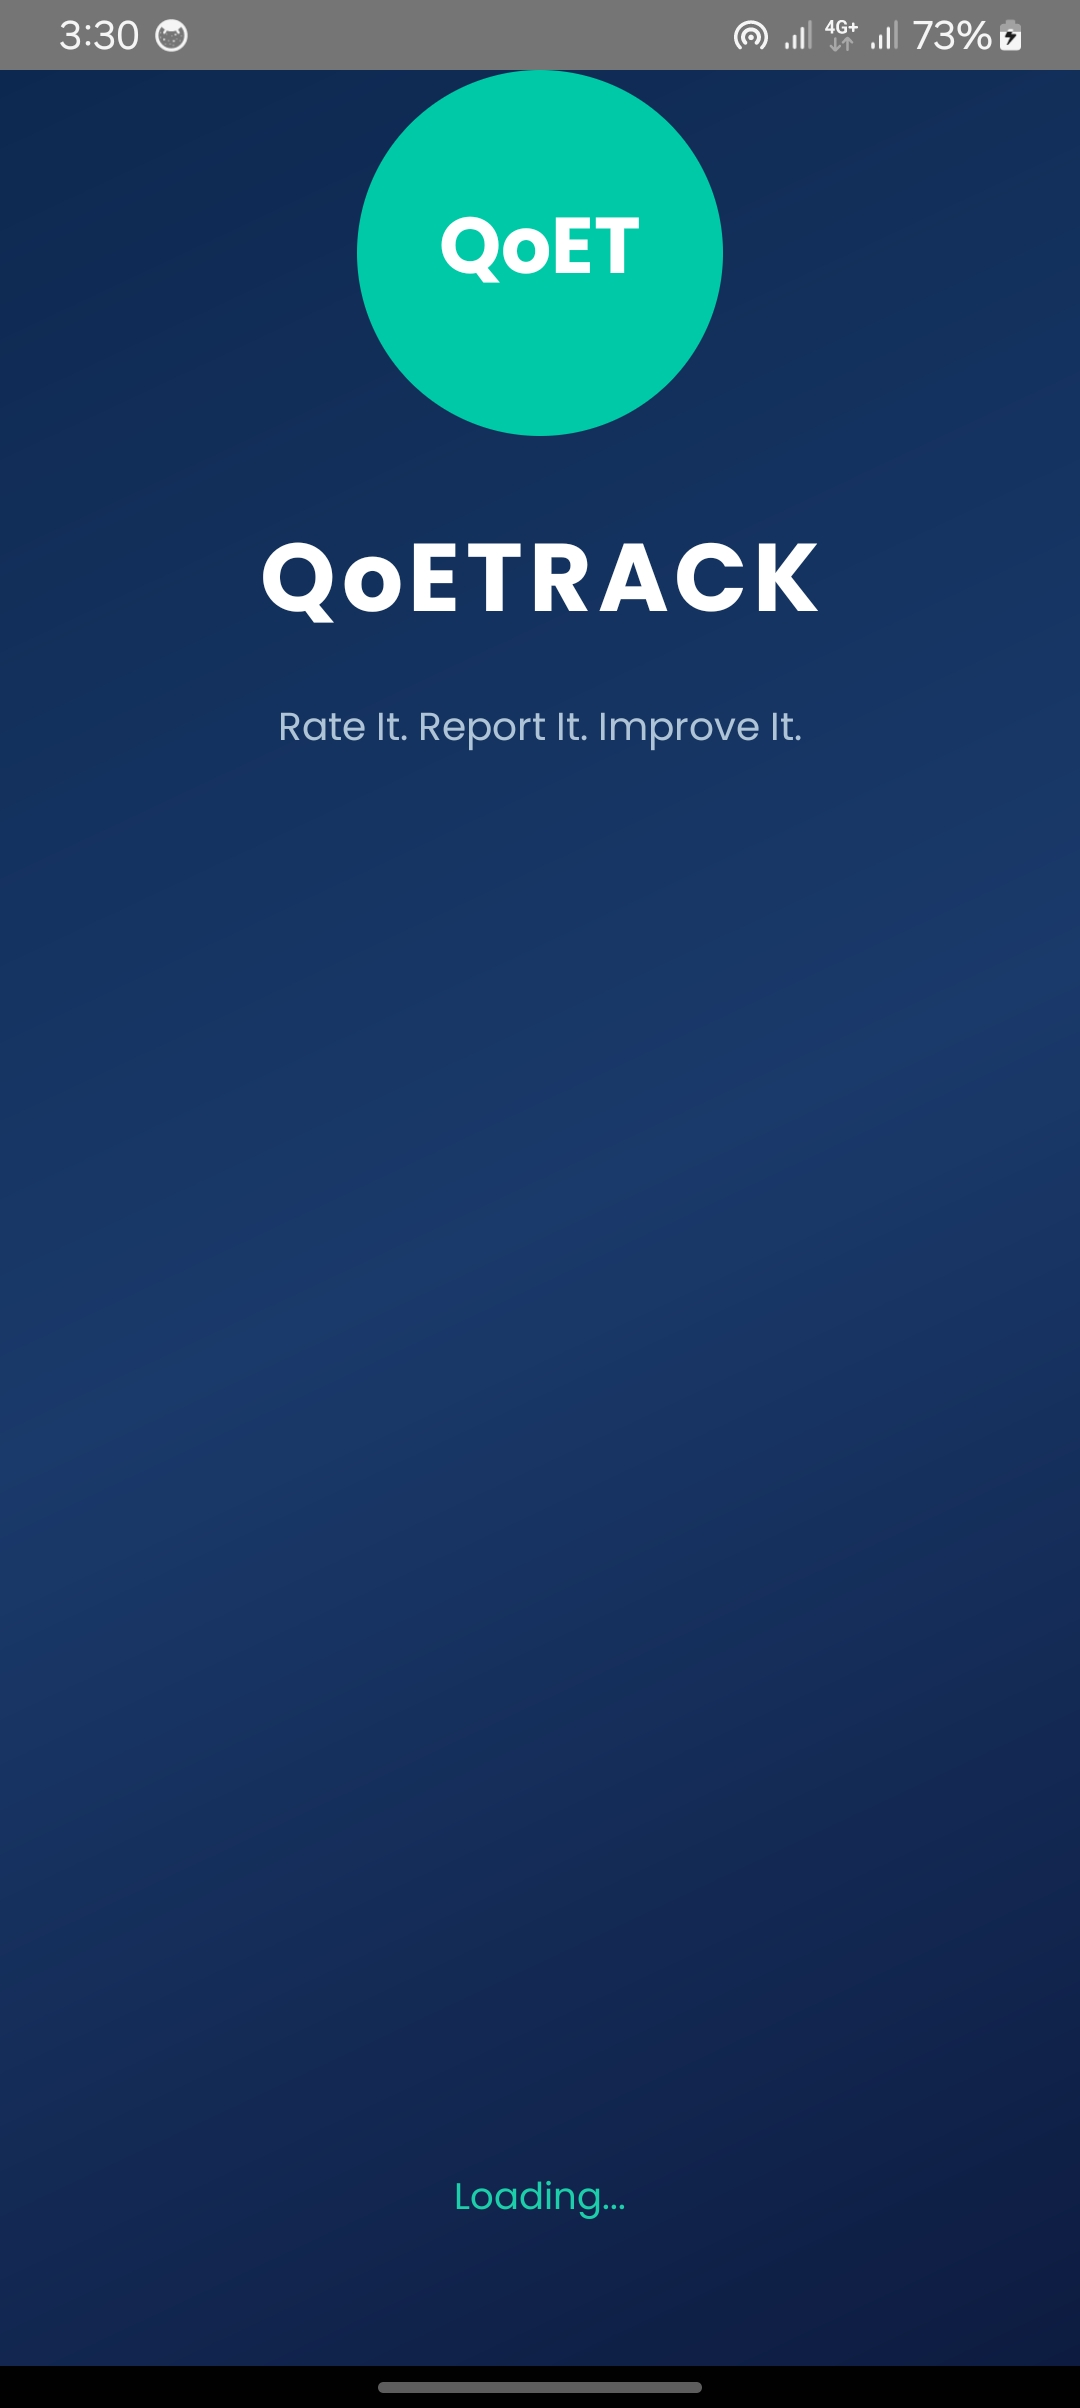 3:30 4G+ 73%
QoET
QoETRACK
Rate It. Report It. Improve It.
Loading...